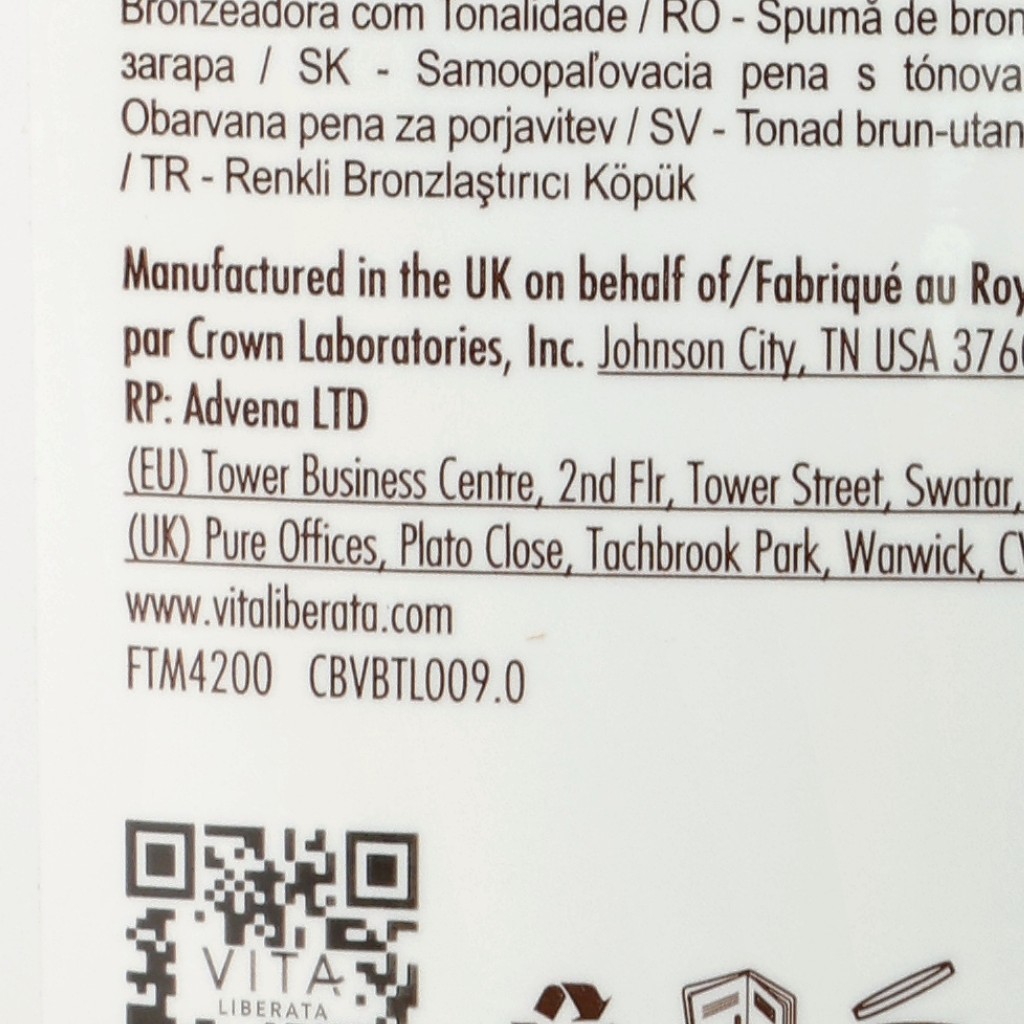 Bronzeadora com Tonalidade / RO - Spumă de bron
загара / SK - Samoopaľovacia pena s tónova
Obarvana pena za porjavitev / SV - Tonad brun-utan
/ TR - Renkli Bronzlaştırıcı Köpük
Manufactured in the UK on behalf of/Fabriqué au Roy
par Crown Laboratories, Inc. Johnson City, TN USA 376
RP: Advena LTD
(EU) Tower Business Centre, 2nd Flr, Tower Street, Swatar,
(UK) Pure Offices, Plato Close, Tachbrook Park, Warwick, CV
www.vitaliberata.com
FTM4200 CBVBTL009.0
VITA
LIBERATA